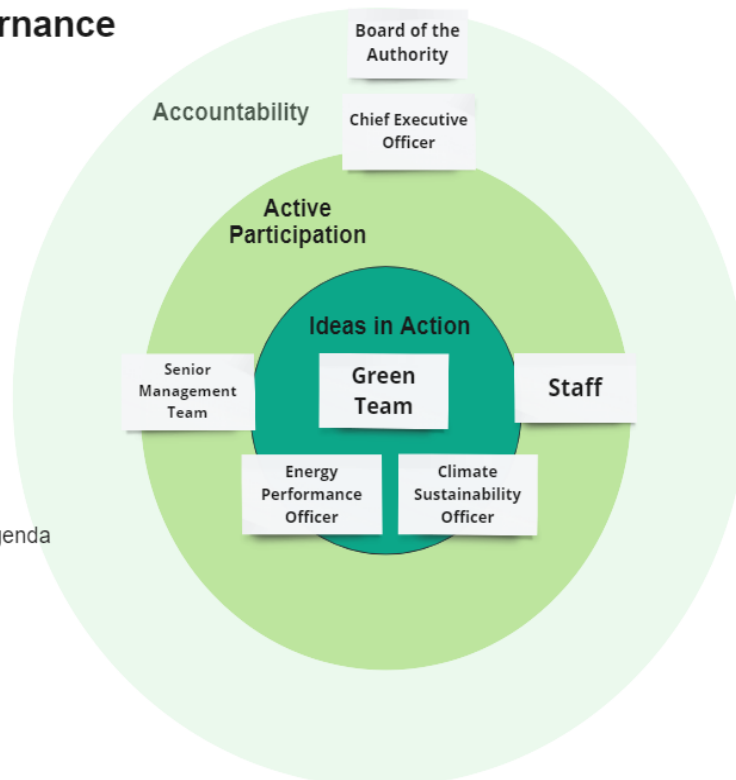 rnance
Board of the
Authority
Accountability
Chief Executive
Officer
Active
Participation
Ideas in Action
Senior
Management
Team
Green
Team
Staff
Energy
Performance
Officer
Climate
Sustainability
Officer
genda